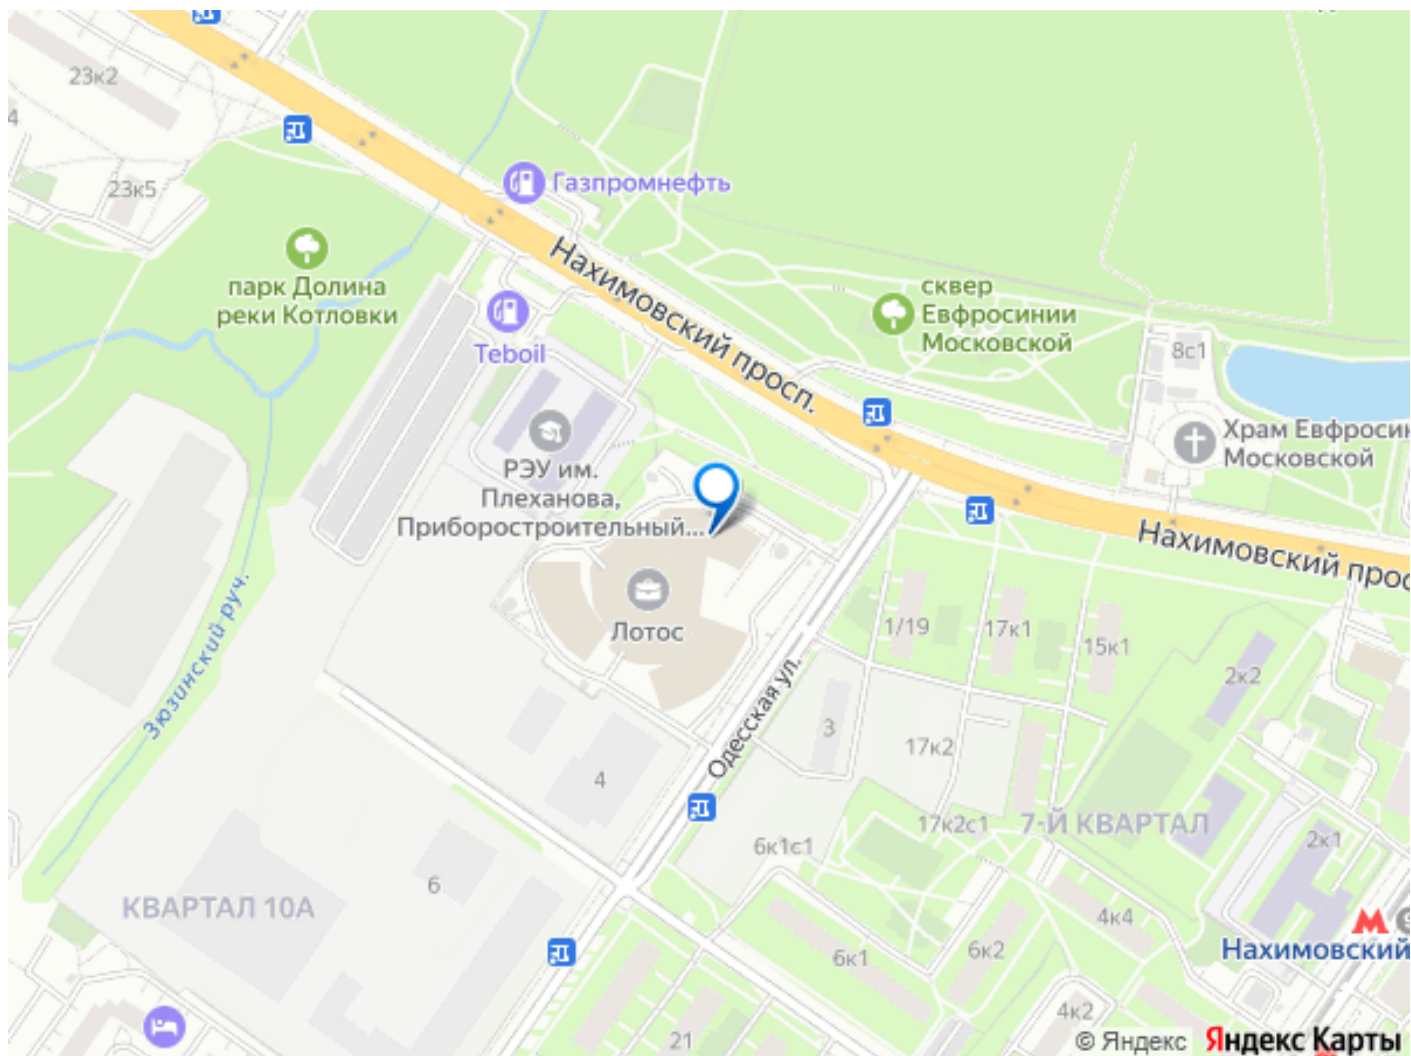 23к2
4
23к5
Газпромнефть
парк Долина
реки Котловки
Teboil
Нахимовский просп.
сквер
Евфросинии
Московской
8с1
Храм Евфросин
Московской
РЭУ им.
Плеханова,
Приборостроительный...
Нахимовский прос
Лотос
Зюзинский руч.
Одесская ул.
1/19
17к1
15к1
2к2
3
17к2
4
17к2с1
7-Й КВАРТАЛ
6к1с1
2к1
6
КВАРТАЛ 10А
4к4
М
9
Нахимовский
6к1
6к2
4к2
21
© Яндекс Яндекс Карты